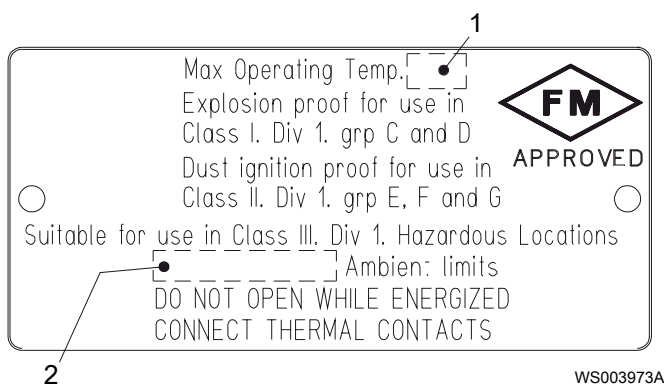 1
Max Operating Temp.
Explosion proof for use in
Class I. Div 1. grp C and D
Dust ignition proof for use in
Class II. Div 1. grp E, F and G
FM
APPROVED
Suitable for use in Class III. Div 1. Hazardous Locations
Ambient limits
DO NOT OPEN WHILE ENERGIZED
CONNECT THERMAL CONTACTS
2
WS003973A